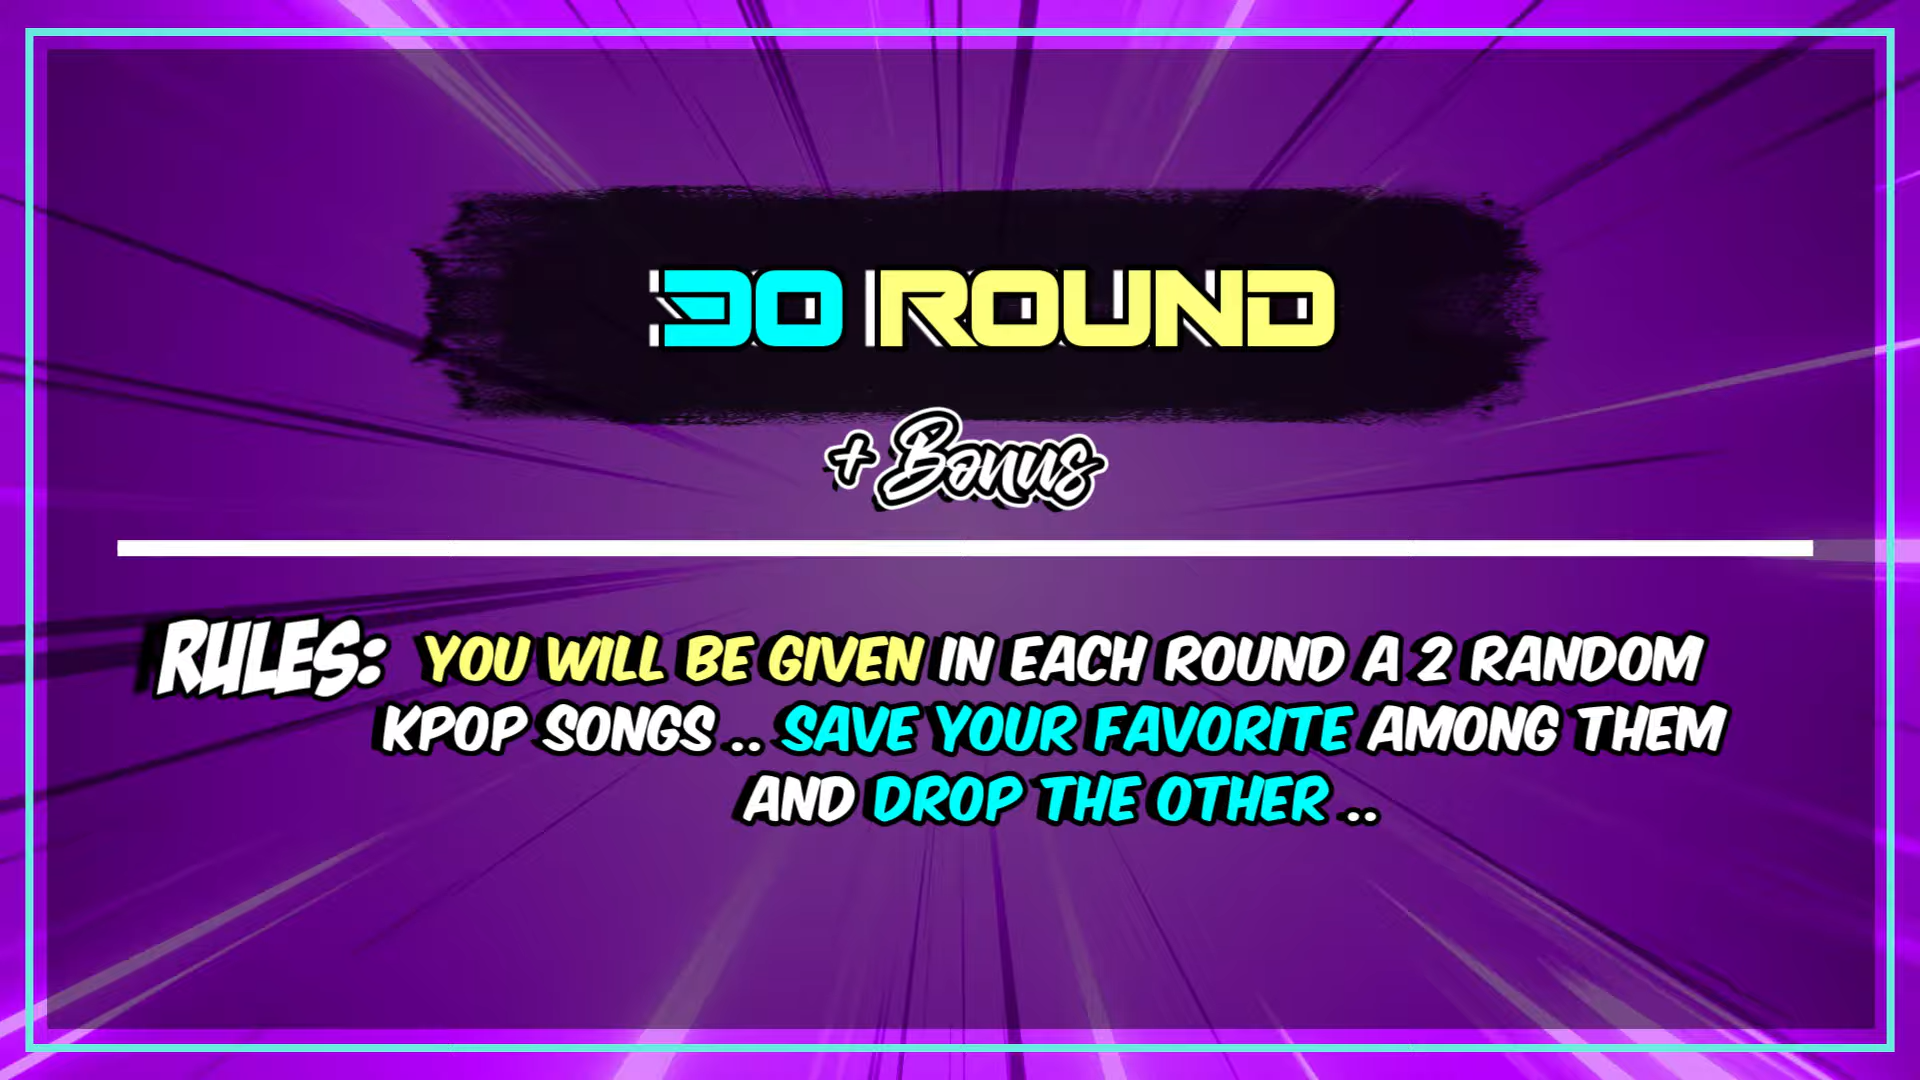 30 ROUND
+ Bonus
RULES: YOU WILL BE GIVEN IN EACH ROUND A 2 RANDOM
KPOP SONGS .. SAVE YOUR FAVORITE AMONG THEM
AND DROP THE OTHER ..